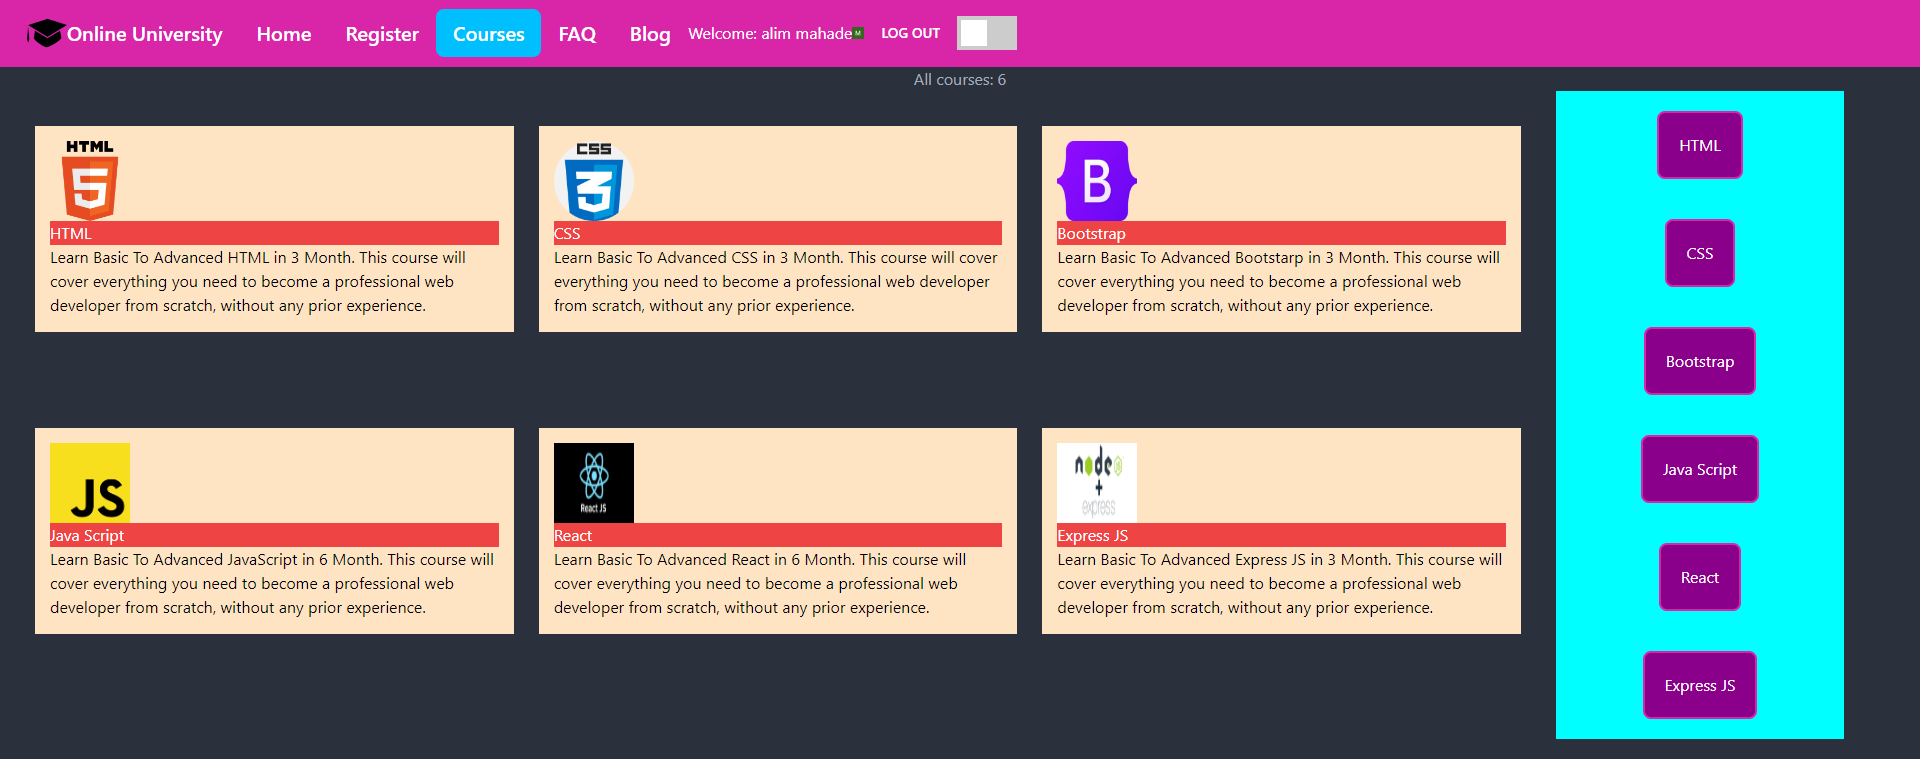 Online University Home Register Courses FAQ Blog Welcome: alim mahade M LOG OUT
All courses: 6
HTML
5
HTML
Learn Basic To Advanced HTML in 3 Month. This course will
cover everything you need to become a professional web
developer from scratch, without any prior experience.
CSS
3
CSS
Learn Basic To Advanced CSS in 3 Month. This course will cover
everything you need to become a professional web developer
from scratch, without any prior experience.
B
Bootstrap
Learn Basic To Advanced Bootstarp in 3 Month. This course will
cover everything you need to become a professional web
developer from scratch, without any prior experience.
JS
Java Script
Learn Basic To Advanced JavaScript in 6 Month. This course will
cover everything you need to become a professional web
developer from scratch, without any prior experience.
React JS
React
Learn Basic To Advanced React in 6 Month. This course will
cover everything you need to become a professional web
developer from scratch, without any prior experience.
node JS
+
express
Express JS
Learn Basic To Advanced Express JS in 3 Month. This course will
cover everything you need to become a professional web
developer from scratch, without any prior experience.
HTML
CSS
Bootstrap
Java Script
React
Express JS